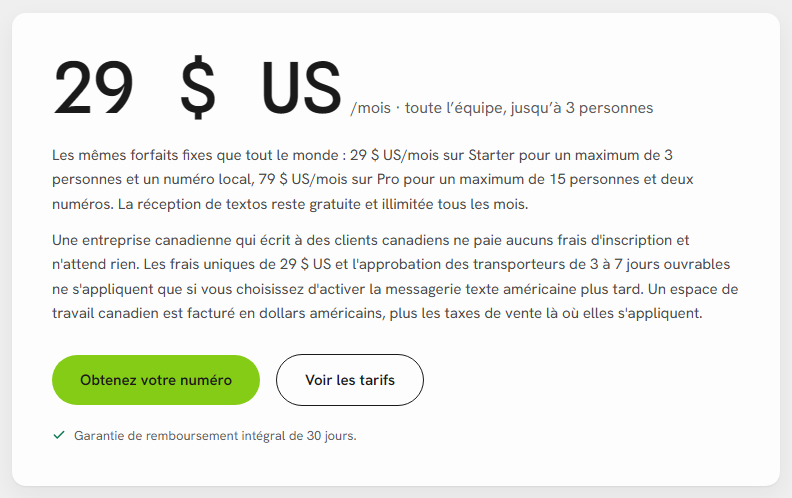 29 $ US /mois · toute l’équipe, jusqu’à 3 personnes
Les mêmes forfaits fixes que tout le monde : 29 $ US/mois sur Starter pour un maximum de 3
personnes et un numéro local, 79 $ US/mois sur Pro pour un maximum de 15 personnes et deux
numéros. La réception de textos reste gratuite et illimitée tous les mois.
Une entreprise canadienne qui écrit à des clients canadiens ne paie aucuns frais d'inscription et
n'attend rien. Les frais uniques de 29 $ US et l'approbation des transporteurs de 3 à 7 jours ouvrables
ne s'appliquent que si vous choisissez d'activer la messagerie texte américaine plus tard. Un espace de
travail canadien est facturé en dollars américains, plus les taxes de vente là où elles s'appliquent.
Obtenez votre numéro
Voir les tarifs
Garantie de remboursement intégral de 30 jours.